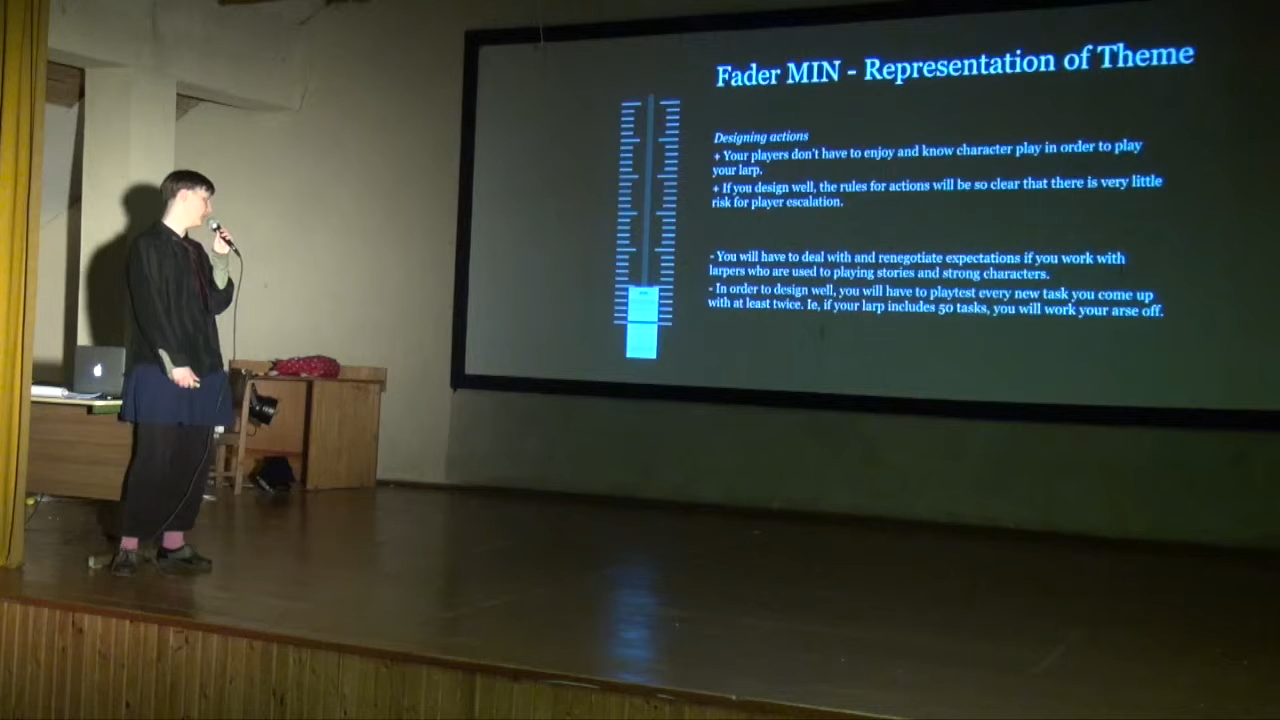 Fader MIN - Representation of Theme
Designing actions
+ Your players don't have to enjoy and know character play in order to play
your larp.
+ If you design well, the rules for actions will be so clear that there is very little
risk for player escalation.
- You will have to deal with and renegotiate expectations if you work with
larpers who are used to playing stories and strong characters.
- In order to design well, you will have to playtest every new task you come up
with at least twice. Ie, if your larp includes 50 tasks, you will work your arse off.